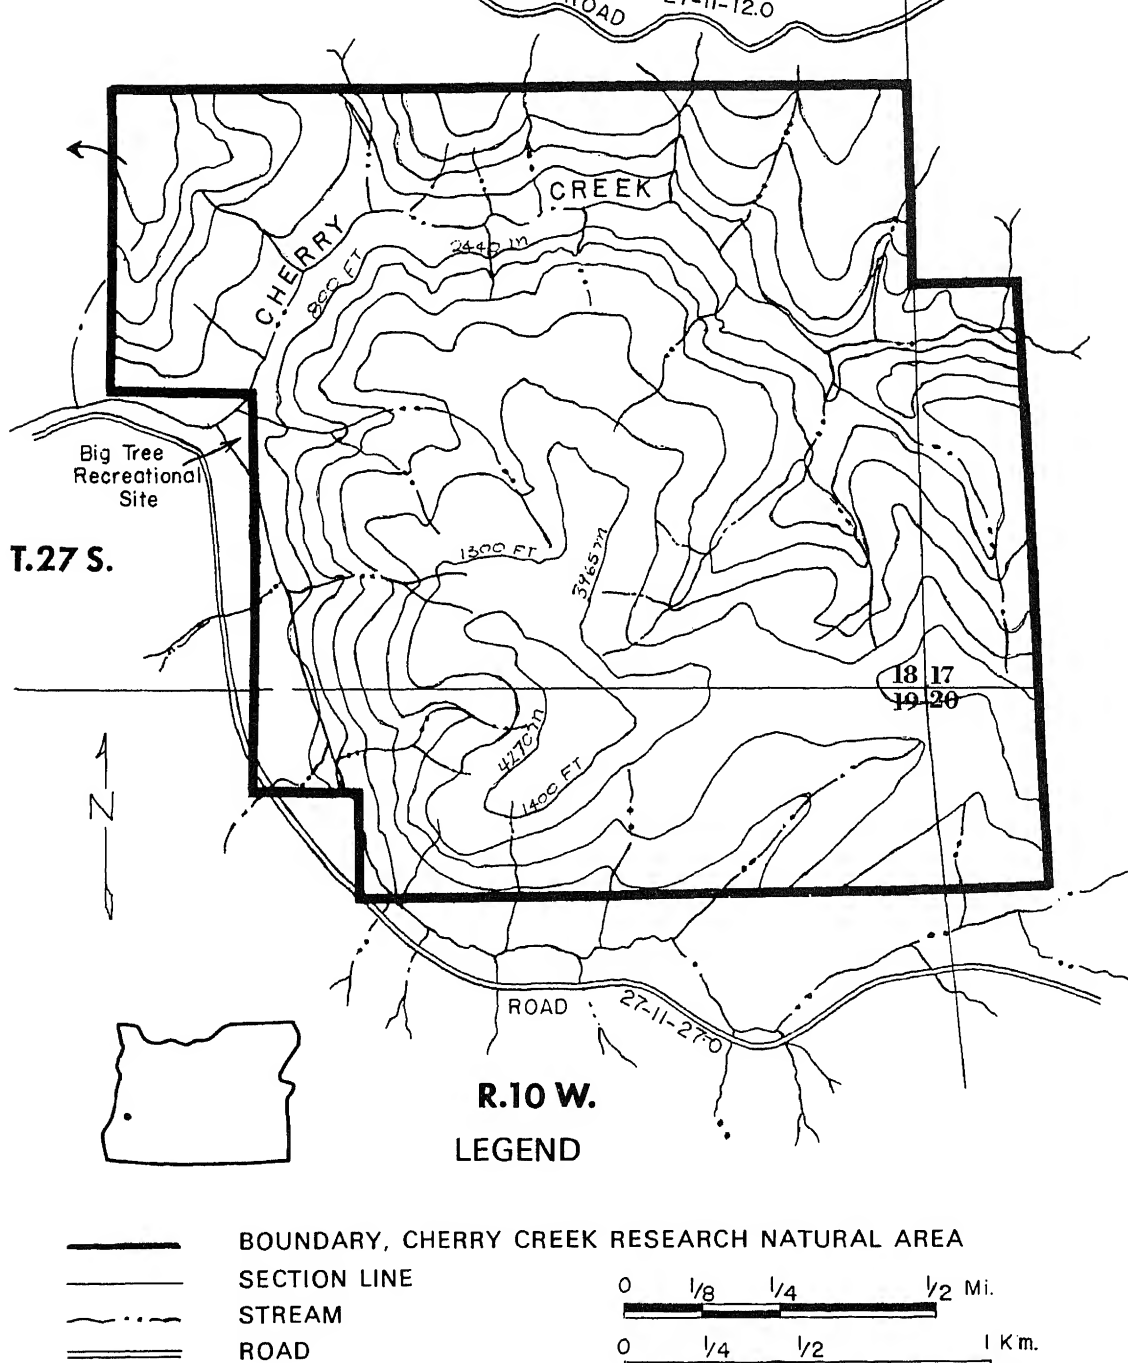 ROAD 27-11-12.0
CREEK
CHERRY
2440 m
800 FT
Big Tree
Recreational
Site
T.27 S.
1300 FT
3965 m
18 17
19 20
4270 m
1400 FT
N
ROAD 27-11-27.0
R.10 W.
LEGEND
BOUNDARY, CHERRY CREEK RESEARCH NATURAL AREA
SECTION LINE
STREAM
ROAD
0 1/8 1/4 1/2 Mi.
0 1/4 1/2 1 Km.